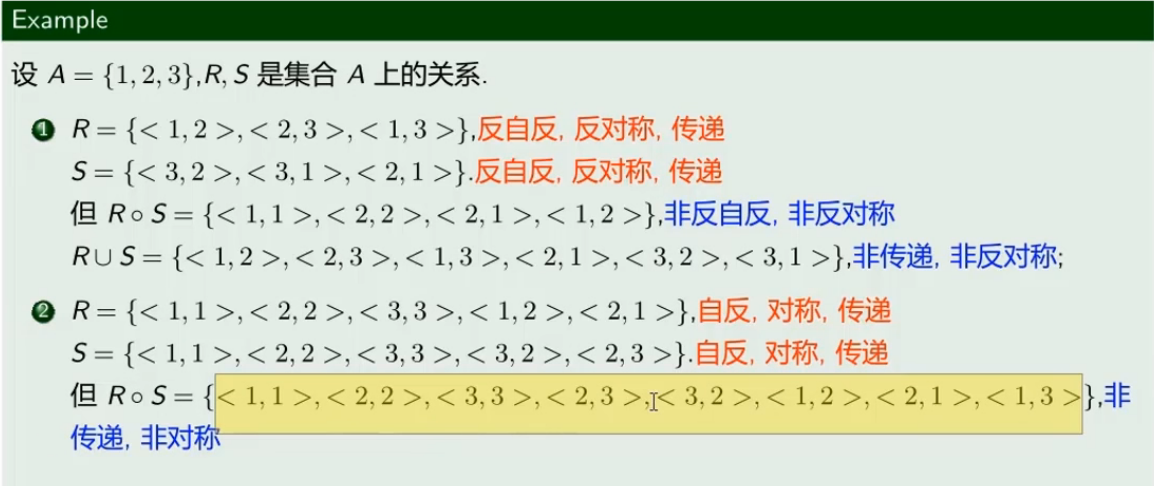 Example
设 A = {1, 2, 3},R, S 是集合 A 上的关系.
1 R = {< 1, 2 >, < 2, 3 >, < 1, 3 >},反自反, 反对称, 传递
S = {< 3, 2 >, < 3, 1 >, < 2, 1 >}.反自反, 反对称, 传递
但 R ∘ S = {< 1, 1 >, < 2, 2 >, < 2, 1 >, < 1, 2 >},非反自反, 非反对称
R ∪ S = {< 1, 2 >, < 2, 3 >, < 1, 3 >, < 2, 1 >, < 3, 2 >, < 3, 1 >},非传递, 非反对称;
2 R = {< 1, 1 >, < 2, 2 >, < 3, 3 >, < 1, 2 >, < 2, 1 >},自反, 对称, 传递
S = {< 1, 1 >, < 2, 2 >, < 3, 3 >, < 3, 2 >, < 2, 3 >}.自反, 对称, 传递
但 R ∘ S = {< 1, 1 >, < 2, 2 >, < 3, 3 >, < 2, 3 >, < 3, 2 >, < 1, 2 >, < 2, 1 >, < 1, 3 >},非
传递, 非对称